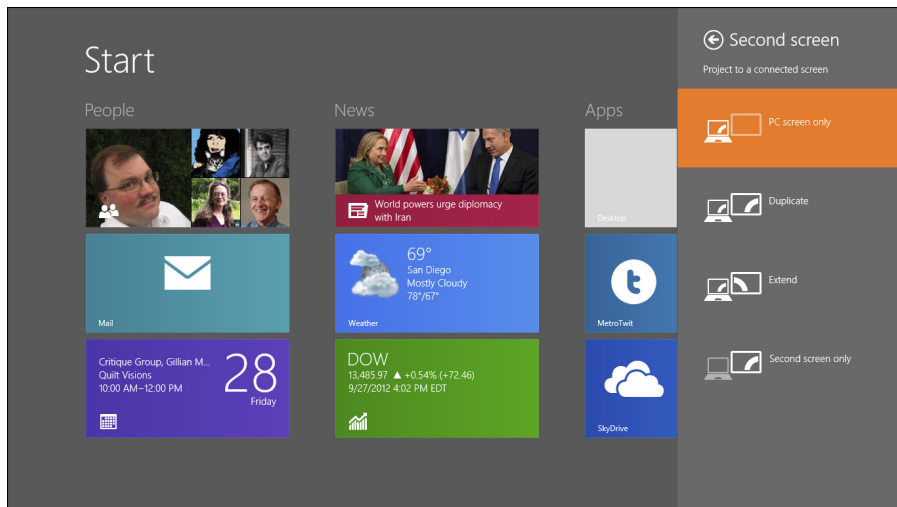 Start
People
News
World powers urge diplomacy
with Iran
Apps
Desktop
Mail
69°
San Diego
Mostly Cloudy
78°/67°
Weather
MetroTwit
Critique Group, Gillian M...
Quilt Visions
10:00 AM–12:00 PM
28
Friday
DOW
13,485.97 ▲ +0.54% (+72.46)
9/27/2012 4:02 PM EDT
SkyDrive
Second screen
Project to a connected screen
PC screen only
Duplicate
Extend
Second screen only